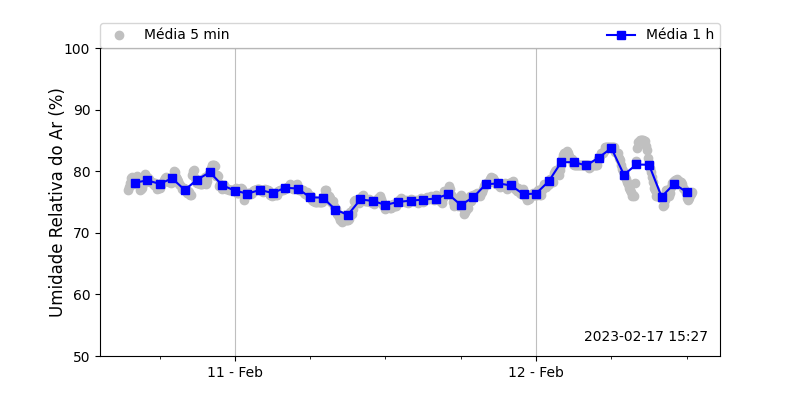 Média 5 min
Média 1 h
100
90
80
70
60
50
Umidade Relativa do Ar (%)
2023-02-17 15:27
11 - Feb
12 - Feb